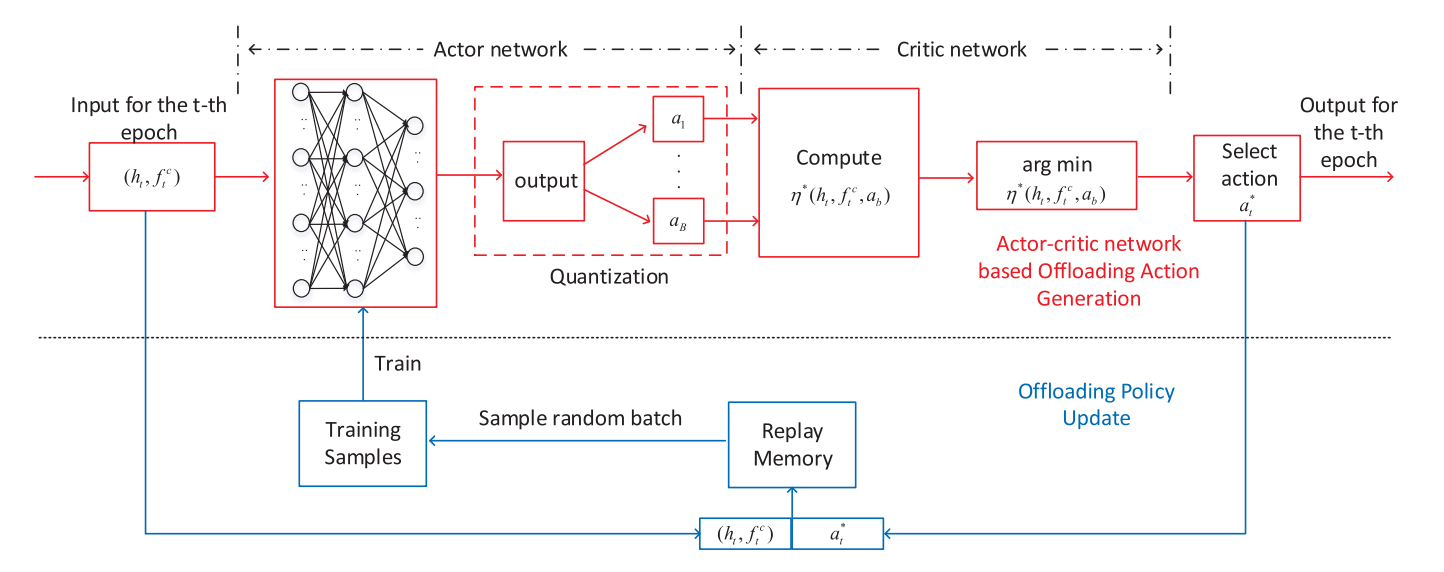 Actor network
Critic network
Input for the t-th
epoch
(h_t, f_t^c)
output
a_1
.
.
.
a_B
Quantization
Compute
η^*(h_t, f_t^c, a_b)
arg min
η^*(h_t, f_t^c, a_b)
Select
action
a_t^*
Output for
the t-th
epoch
Actor-critic network
based Offloading Action
Generation
Train
Training
Samples
Sample random batch
Replay
Memory
Offloading Policy
Update
(h_t, f_t^c)
a_t^*